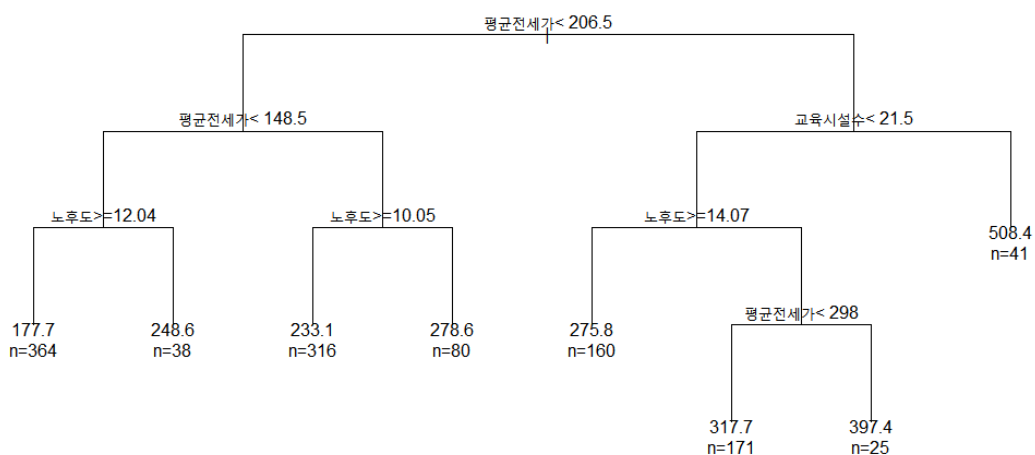 평균전세가< 206.5
평균전세가< 148.5
교육시설수< 21.5
노후도>=12.04
노후도>=10.05
노후도>=14.07
508.4
n=41
177.7
n=364
248.6
n=38
233.1
n=316
278.6
n=80
275.8
n=160
평균전세가< 298
317.7
n=171
397.4
n=25